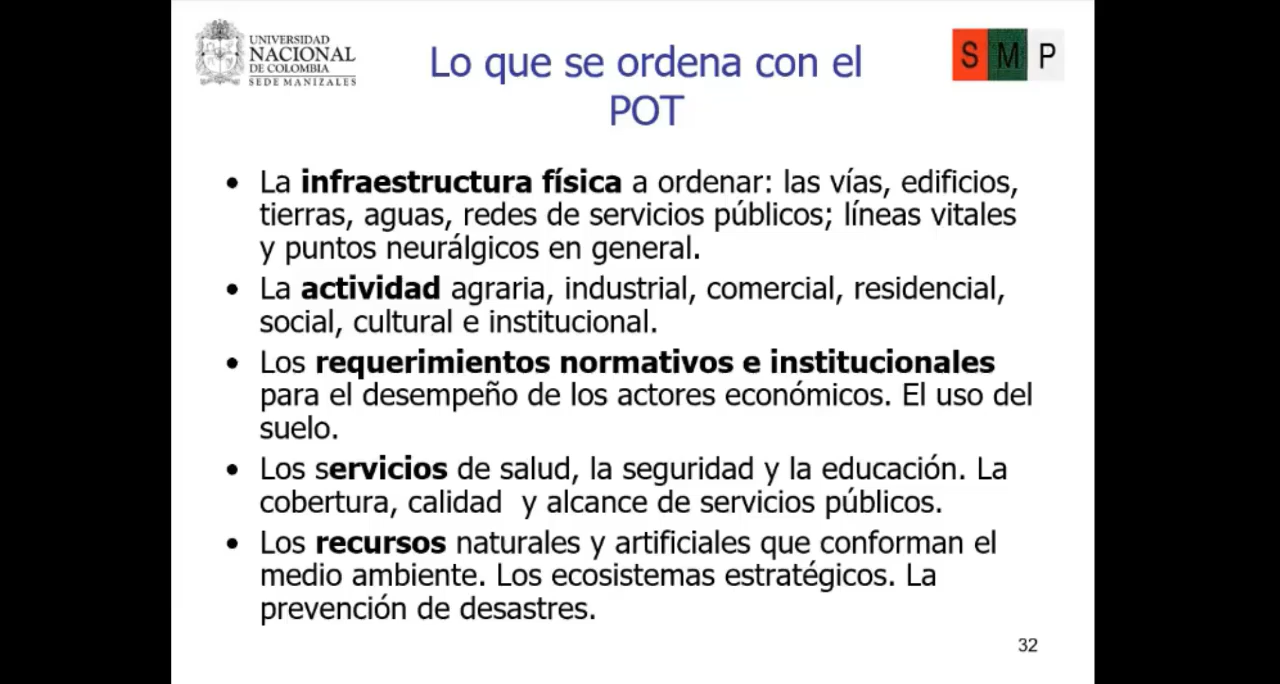 UNIVERSIDAD
NACIONAL
DE COLOMBIA
SEDE MANIZALES
Lo que se ordena con el
POT
S M P
• La infraestructura física a ordenar: las vías, edificios,
tierras, aguas, redes de servicios públicos; líneas vitales
y puntos neurálgicos en general.
• La actividad agraria, industrial, comercial, residencial,
social, cultural e institucional.
• Los requerimientos normativos e institucionales
para el desempeño de los actores económicos. El uso del
suelo.
• Los servicios de salud, la seguridad y la educación. La
cobertura, calidad  y alcance de servicios públicos.
• Los recursos naturales y artificiales que conforman el
medio ambiente. Los ecosistemas estratégicos. La
prevención de desastres.
32